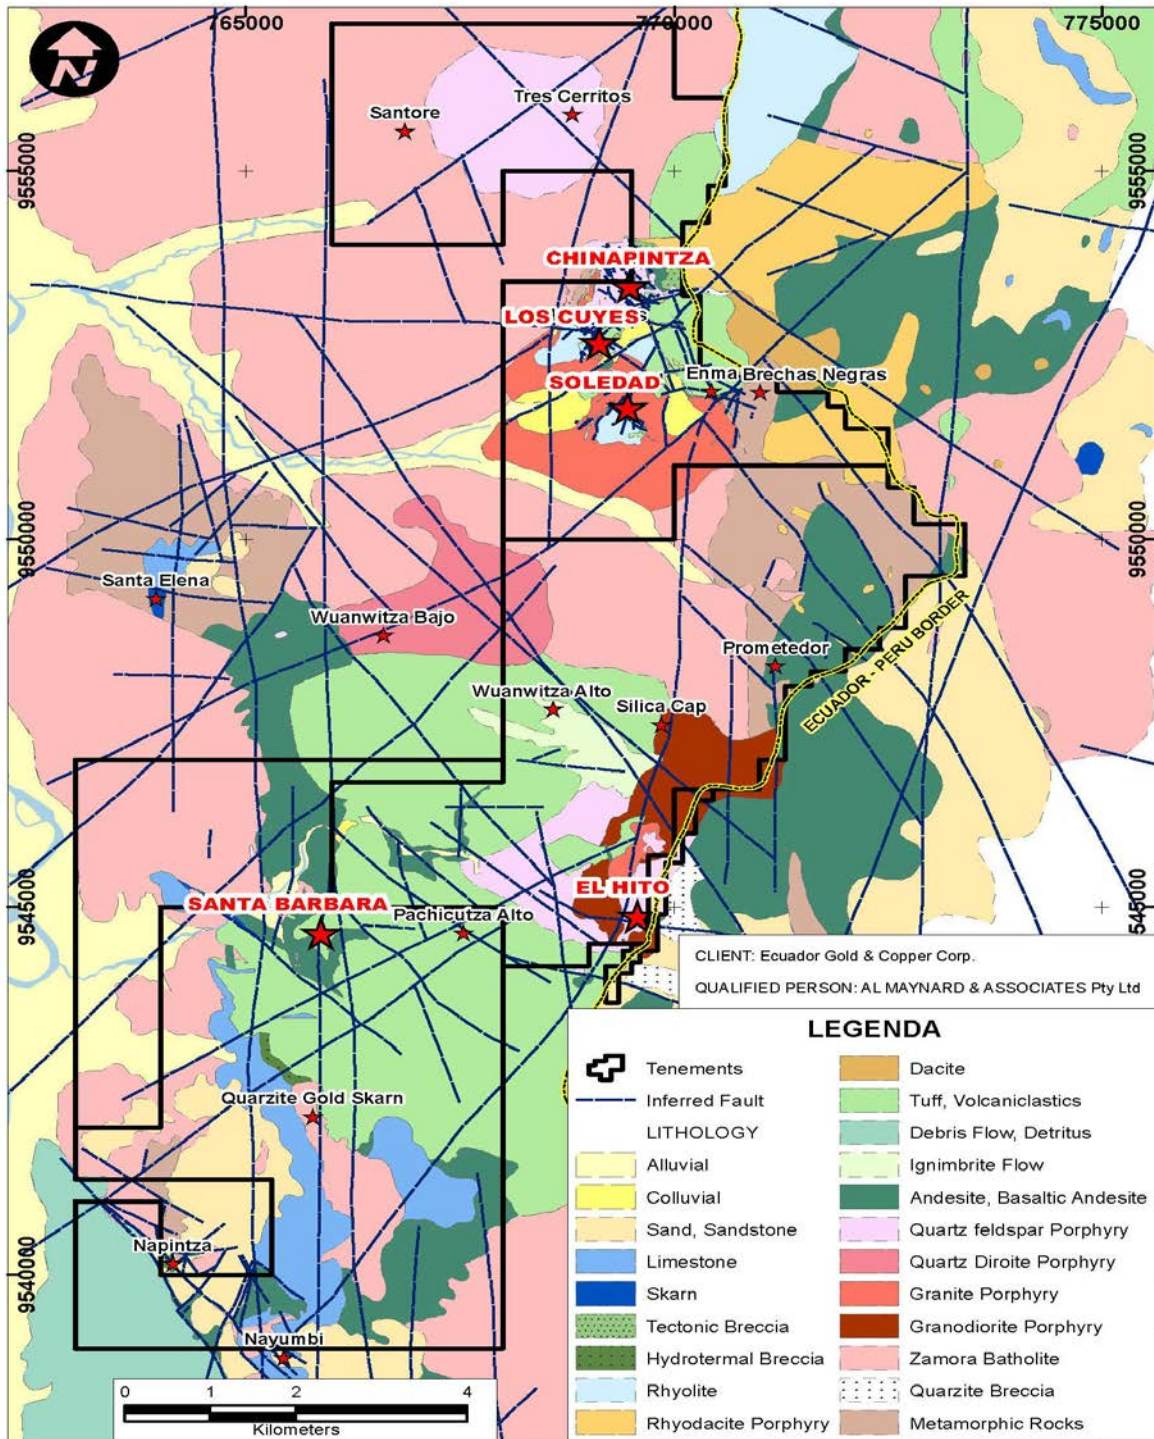 765000
770000
775000
N
Tres Cerritos
Santore
9555000
9555000
CHINAPINTZA
LOS CUYES
SOLEDAD
Enma
Brechas Negras
9550000
9550000
Santa Elena
Wuanwitza Bajo
Prometedor
ECUADOR - PERU BORDER
Wuanwitza Alto
Silica Cap
EL HITO
SANTA BARBARA
Pachicutza Alto
9545000
545000
CLIENT: Ecuador Gold & Copper Corp.
QUALIFIED PERSON: AL MAYNARD & ASSOCIATES Pty Ltd
Quarzite Gold Skarn
Napintza
9540000
Nayumbi
0 1 2 4
Kilometers
LEGENDA
Tenements
Inferred Fault
LITHOLOGY
Alluvial
Colluvial
Sand, Sandstone
Limestone
Skarn
Tectonic Breccia
Hydrotermal Breccia
Rhyolite
Rhyodacite Porphyry
Dacite
Tuff, Volcaniclastics
Debris Flow, Detritus
Ignimbrite Flow
Andesite, Basaltic Andesite
Quartz feldspar Porphyry
Quartz Diroite Porphyry
Granite Porphyry
Granodiorite Porphyry
Zamora Batholite
Quarzite Breccia
Metamorphic Rocks